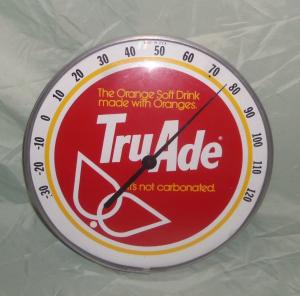 -30 -20 -10 0 10 20 30 40 50 60 70 80 90 100 110 120
The Orange Soft Drink
made with Oranges.
TruAde®
It's not carbonated.